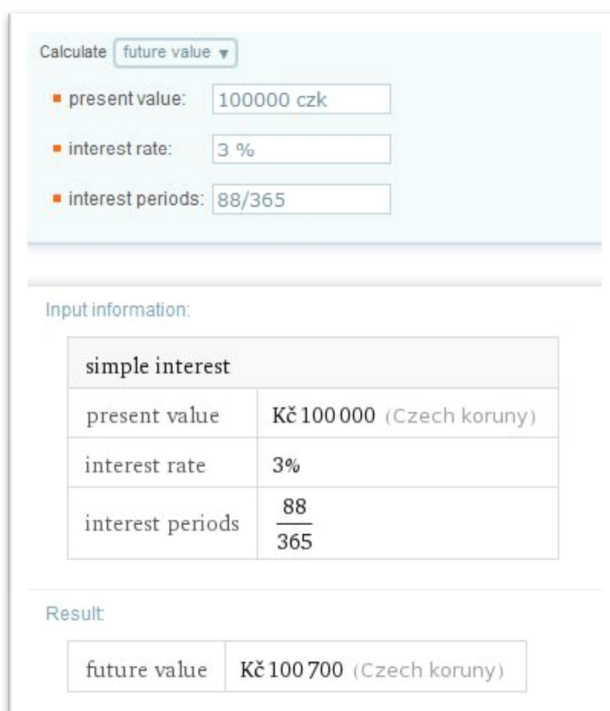 Calculate future value ▼
present value: 100000 czk
interest rate: 3 %
interest periods: 88/365
Input information:
simple interest
present value Kč 100 000 (Czech koruny)
interest rate 3%
interest periods 88/365
Result:
future value Kč 100 700 (Czech koruny)